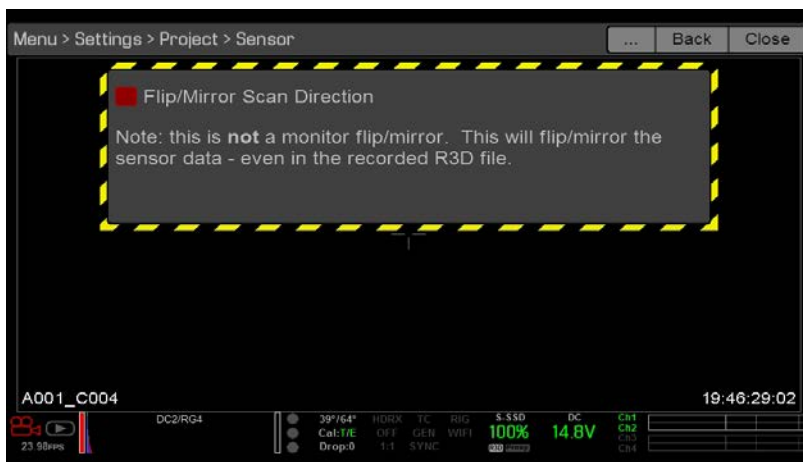 Menu > Settings > Project > Sensor ... Back Close
Flip/Mirror Scan Direction
Note: this is not a monitor flip/mirror. This will flip/mirror the
sensor data - even in the recorded R3D file.
A001_C004 19:46:29:02
DC2/RG4 39°/64° HDRX TC RIG S-SSD DC Ch1
Cal:T/E OFF GEN WIFI 100% 14.8V Ch2
23.98FPS Drop:0 1:1 SYNC R3D Ch3
Ch4